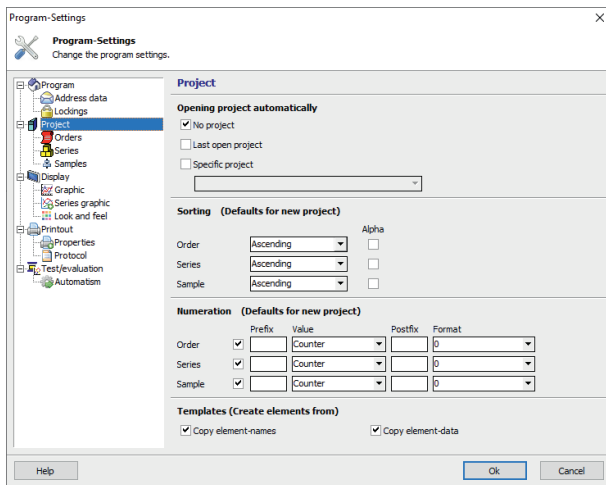 Program-Settings
Program-Settings
Change the program settings.
Program
Address data
Lockings
Project
Orders
Series
Samples
Display
Graphic
Series graphic
Look and feel
Printout
Properties
Protocol
Test/evaluation
Automatism
Project
Opening project automatically
No project
Last open project
Specific project
Sorting (Defaults for new project)
Alpha
Order Ascending
Series Ascending
Sample Ascending
Numeration (Defaults for new project)
Prefix Value Postfix Format
Order Counter 0
Series Counter 0
Sample Counter 0
Templates (Create elements from)
Copy element-names Copy element-data
Help Ok Cancel